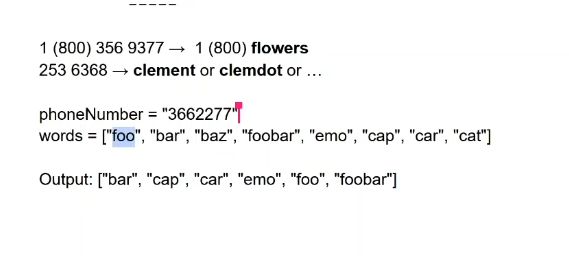 _ _ _ _ _
1 (800) 356 9377 → 1 (800) flowers
253 6368 → clement or clemdot or …
phoneNumber = "3662277"
words = ["foo", "bar", "baz", "foobar", "emo", "cap", "car", "cat"]
Output: ["bar", "cap", "car", "emo", "foo", "foobar"]